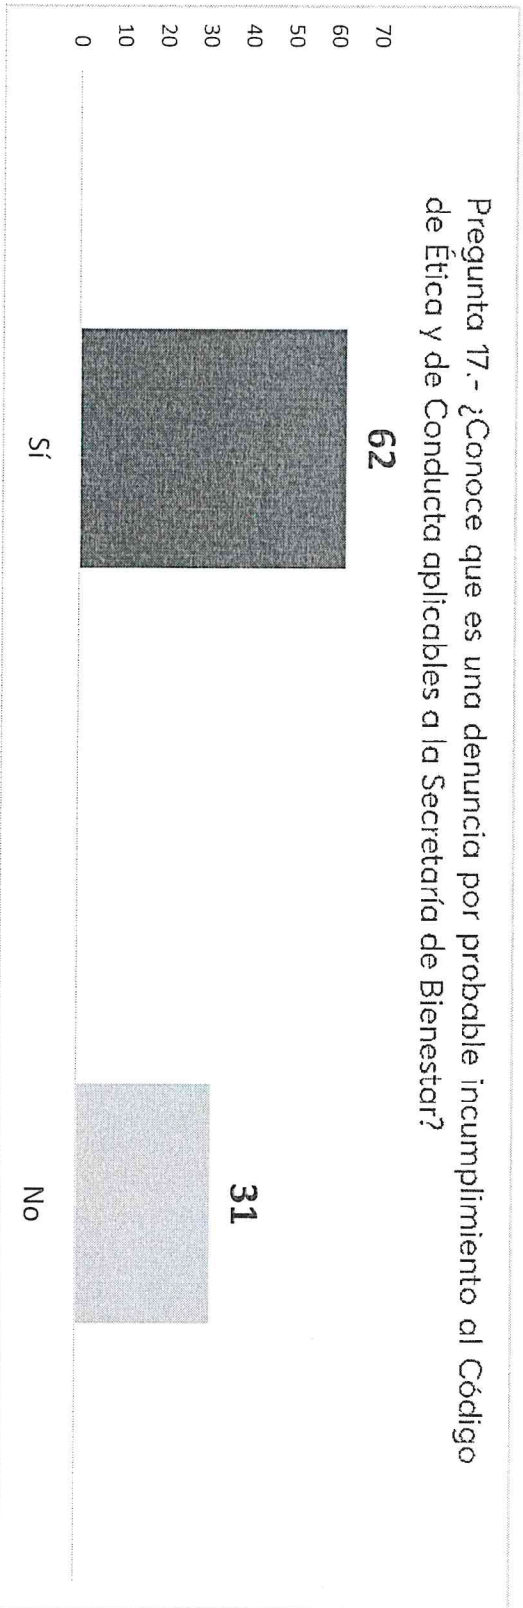 Pregunta 17.- ¿Conoce que es una denuncia por probable incumplimiento al Código
de Ética y de Conducta aplicables a la Secretaría de Bienestar?
70
60
50
40
30
20
10
0
62
31
Sí
No